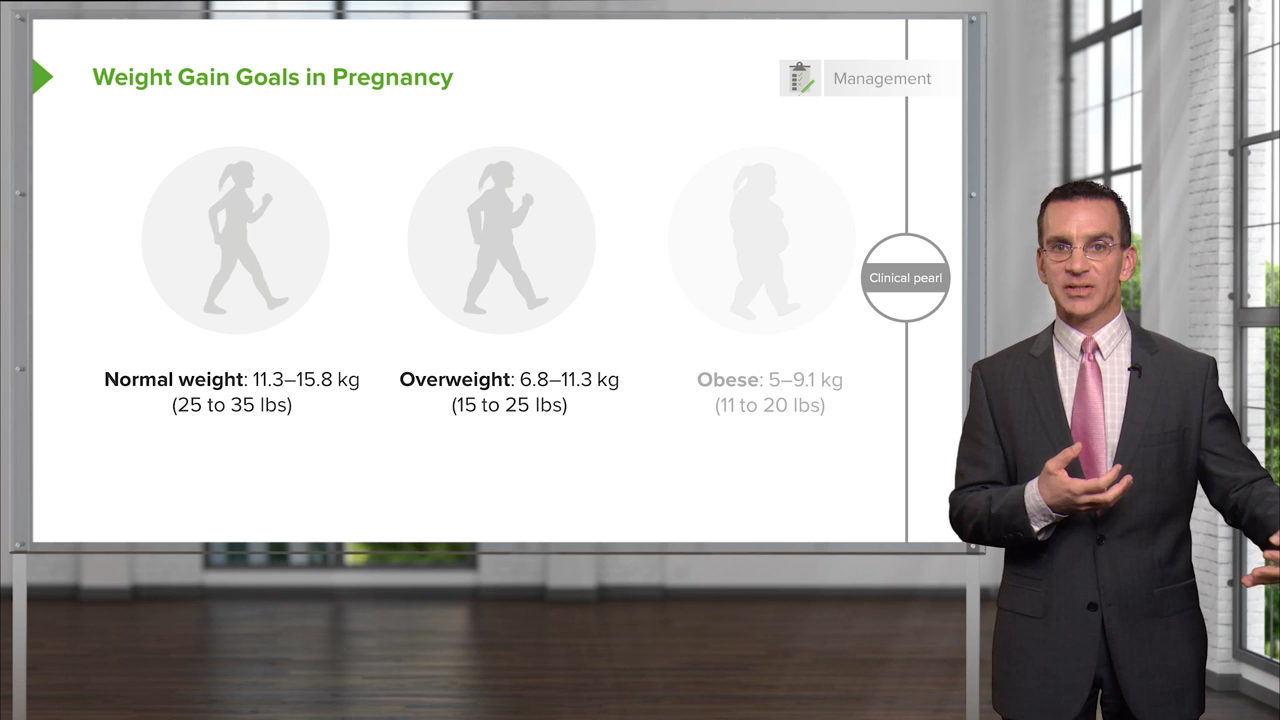 Weight Gain Goals in Pregnancy
Management
Clinical pearl
Normal weight: 11.3–15.8 kg
(25 to 35 lbs)
Overweight: 6.8–11.3 kg
(15 to 25 lbs)
Obese: 5–9.1 kg
(11 to 20 lbs)